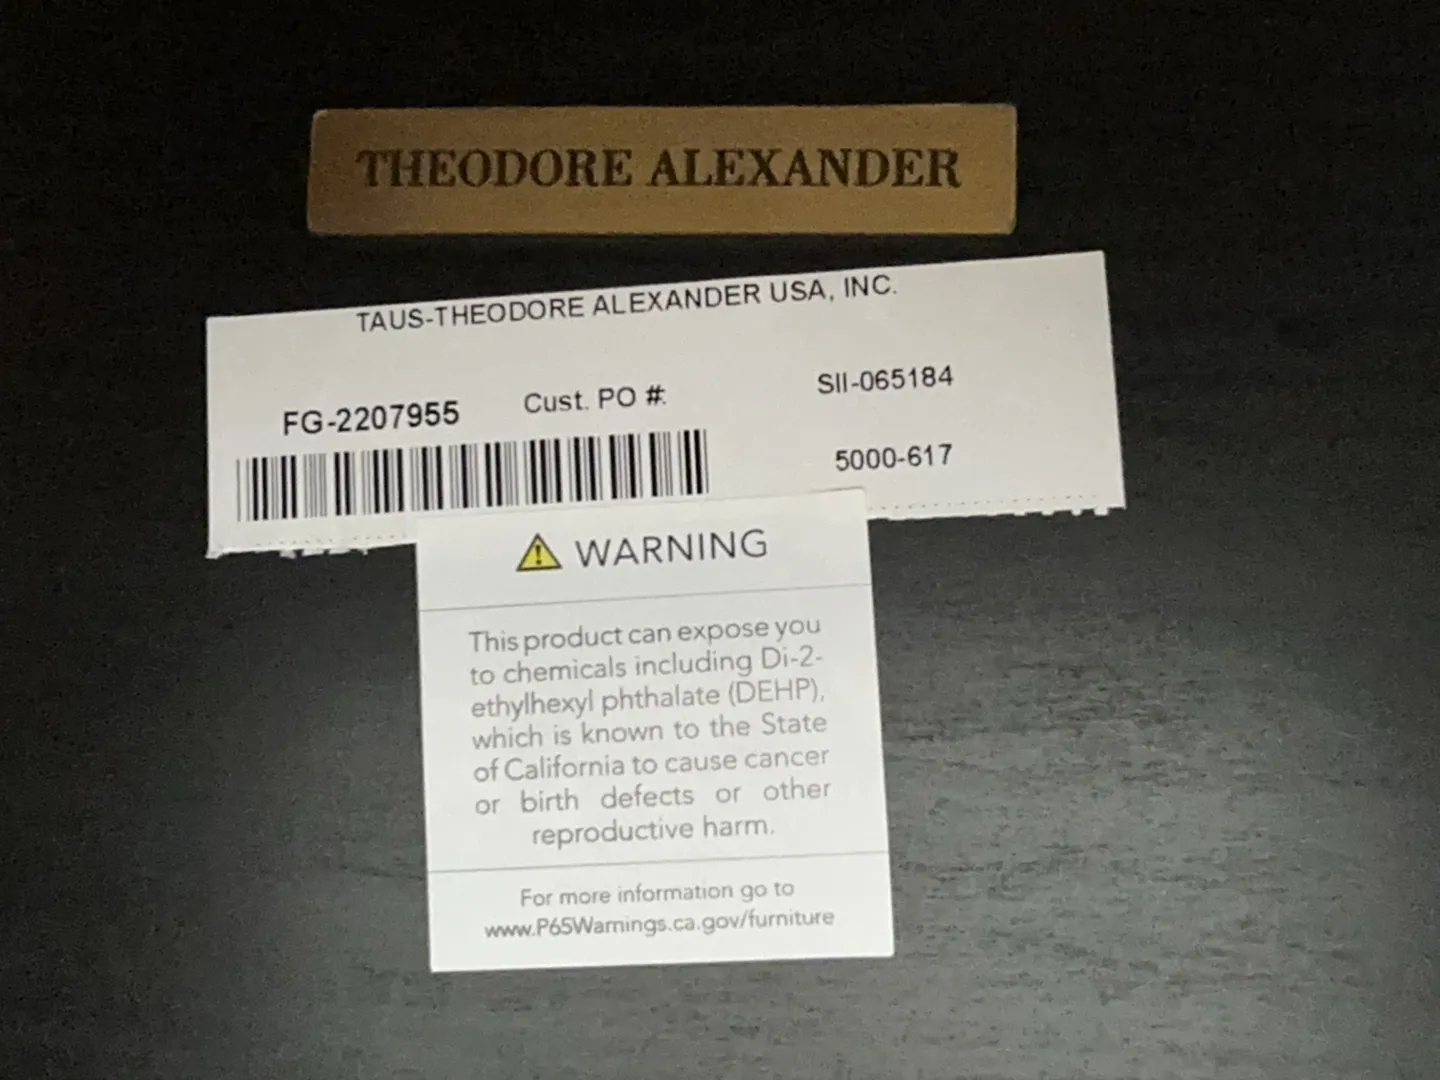 THEODORE ALEXANDER
TAUS-THEODORE ALEXANDER USA, INC.
FG-2207955 Cust. PO #: SII-065184
5000-617
WARNING
This product can expose you
to chemicals including Di-2-
ethylhexyl phthalate (DEHP),
which is known to the State
of California to cause cancer
or birth defects or other
reproductive harm.
For more information go to
www.P65Warnings.ca.gov/furniture